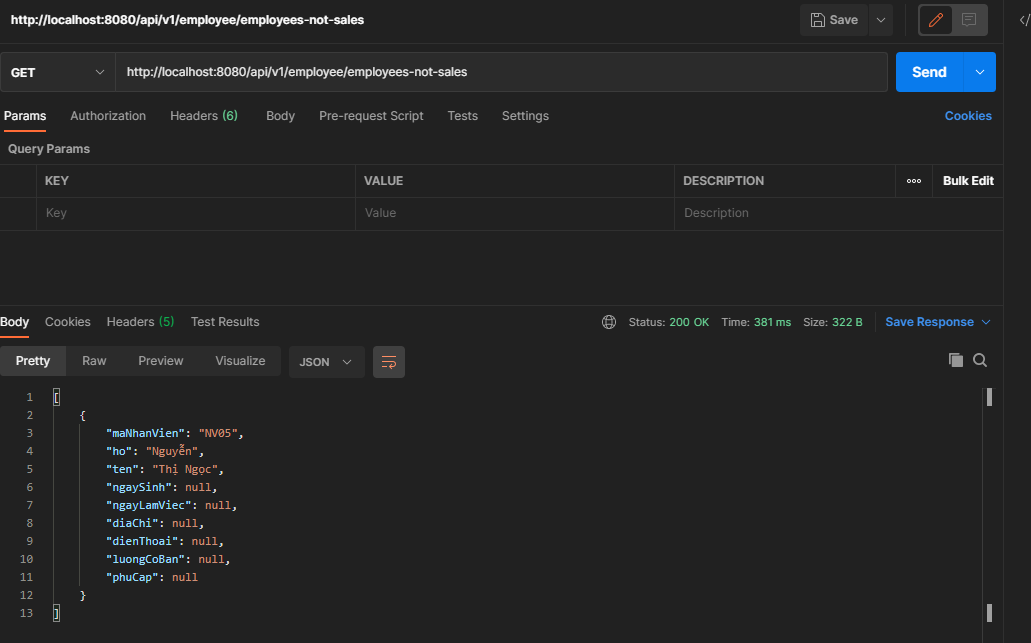 http://localhost:8080/api/v1/employee/employees-not-sales
Save
GET http://localhost:8080/api/v1/employee/employees-not-sales Send
Params Authorization Headers (6) Body Pre-request Script Tests Settings Cookies
Query Params
KEY VALUE DESCRIPTION ooo Bulk Edit
Key Value Description
Body Cookies Headers (5) Test Results Status: 200 OK Time: 381 ms Size: 322 B Save Response
Pretty Raw Preview Visualize JSON
1 [
2 {
3 "maNhanVien": "NV05",
4 "ho": "Nguyễn",
5 "ten": "Thị Ngọc",
6 "ngaySinh": null,
7 "ngayLamViec": null,
8 "diaChi": null,
9 "dienThoai": null,
10 "luongCoBan": null,
11 "phuCap": null
12 }
13 ]